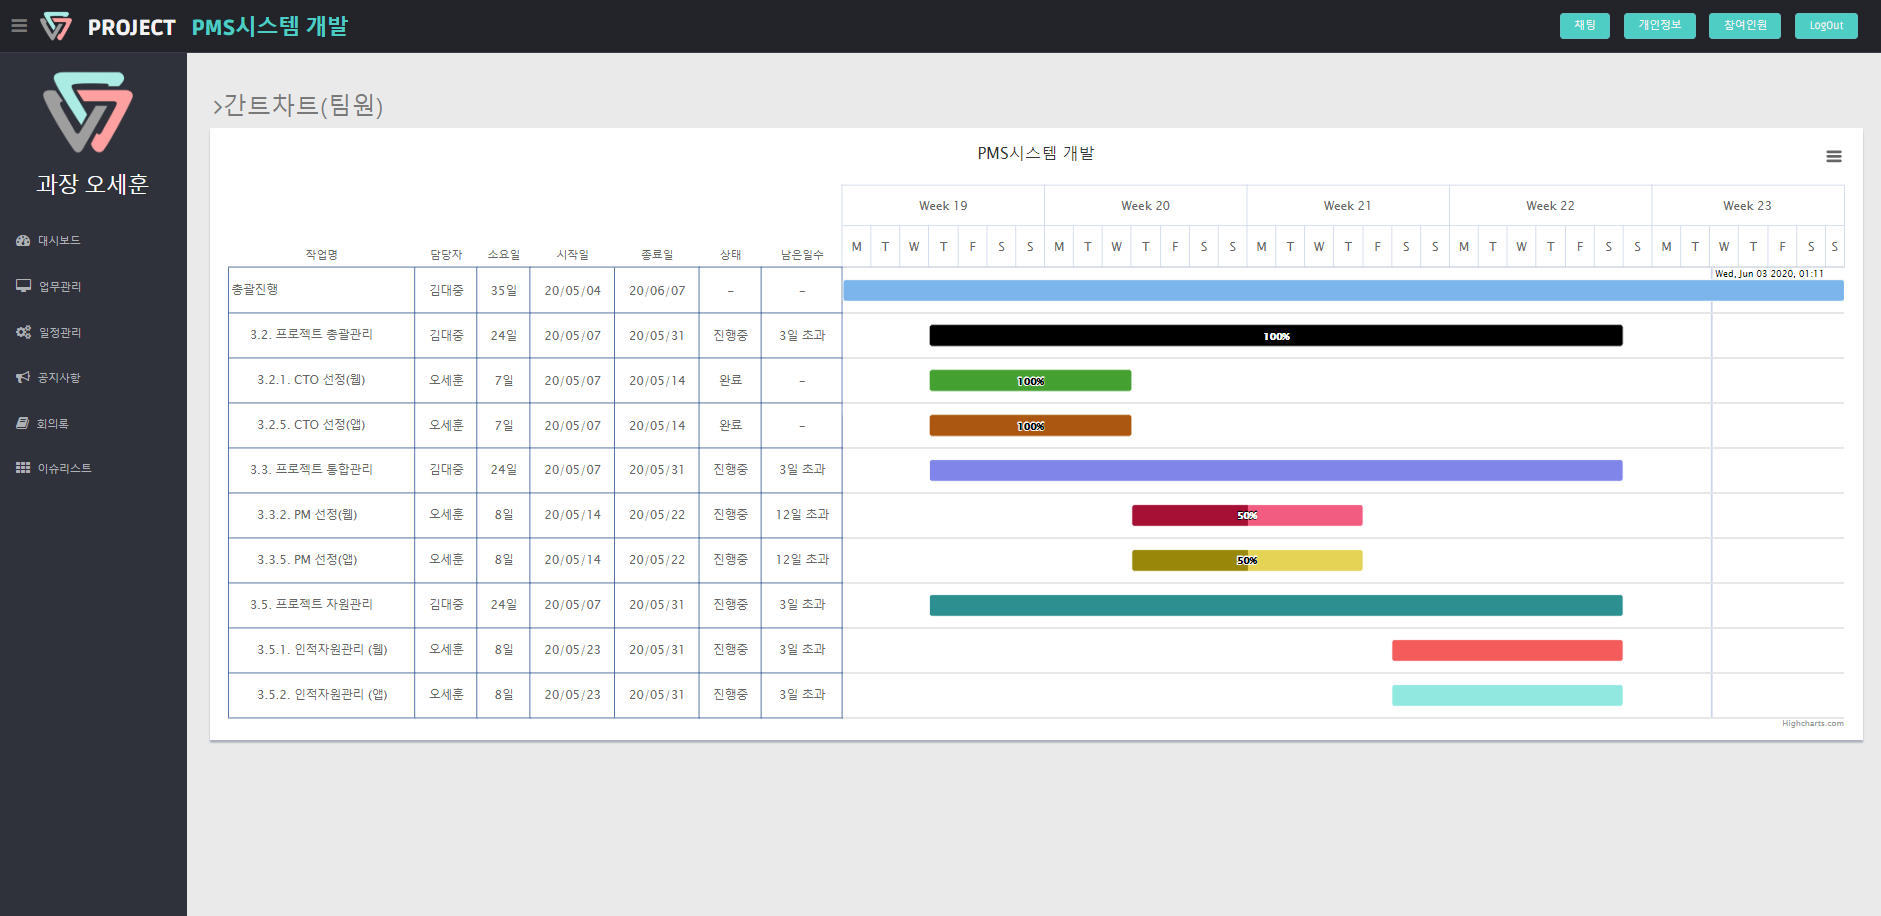 PROJECT PMS시스템 개발
채팅 개인정보 참여인원 LogOut
과장 오세훈
대시보드
업무관리
일정관리
공지사항
회의록
이슈리스트
>간트차트(팀원)
PMS시스템 개발
Week 19 Week 20 Week 21 Week 22 Week 23
M T W T F S S M T W T F S S M T W T F S S M T W T F S S M T W T F S S
작업명 담당자 소요일 시작일 종료일 상태 남은일수
Wed, Jun 03 2020, 01:11
총괄진행 김대중 35일 20/05/04 20/06/07 – –
3.2. 프로젝트 총괄관리 김대중 24일 20/05/07 20/05/31 진행중 3일 초과 100%
3.2.1. CTO 선정(웹) 오세훈 7일 20/05/07 20/05/14 완료 – 100%
3.2.5. CTO 선정(앱) 오세훈 7일 20/05/07 20/05/14 완료 – 100%
3.3. 프로젝트 통합관리 김대중 24일 20/05/07 20/05/31 진행중 3일 초과
3.3.2. PM 선정(웹) 오세훈 8일 20/05/14 20/05/22 진행중 12일 초과 50%
3.3.5. PM 선정(앱) 오세훈 8일 20/05/14 20/05/22 진행중 12일 초과 50%
3.5. 프로젝트 자원관리 김대중 24일 20/05/07 20/05/31 진행중 3일 초과
3.5.1. 인적자원관리 (웹) 오세훈 8일 20/05/23 20/05/31 진행중 3일 초과
3.5.2. 인적자원관리 (앱) 오세훈 8일 20/05/23 20/05/31 진행중 3일 초과
Highcharts.com